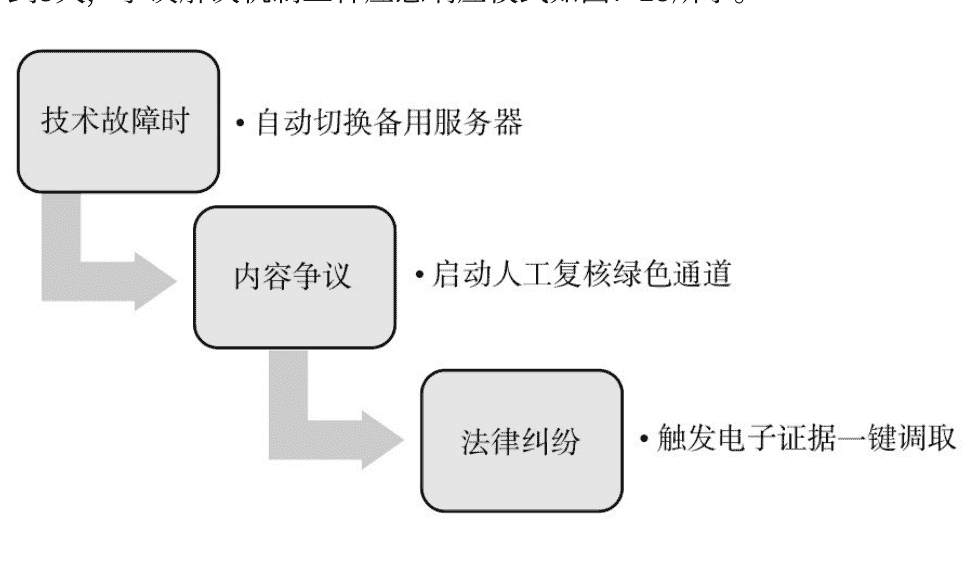 技术故障时
• 自动切换备用服务器
内容争议
• 启动人工复核绿色通道
法律纠纷
• 触发电子证据一键调取